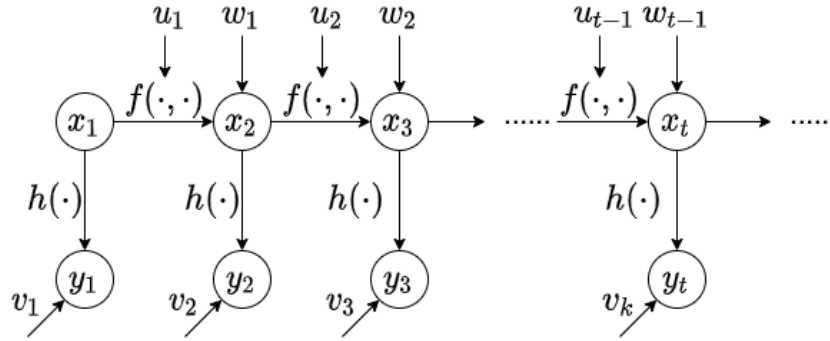 u₁ w₁ u₂ w₂ uₜ₋₁ wₜ₋₁
f(·,·) f(·,·) f(·,·)
x₁ x₂ x₃ ...... xₜ .....
h(·) h(·) h(·) h(·)
y₁ y₂ y₃ yₜ
v₁ v₂ v₃ vₖ